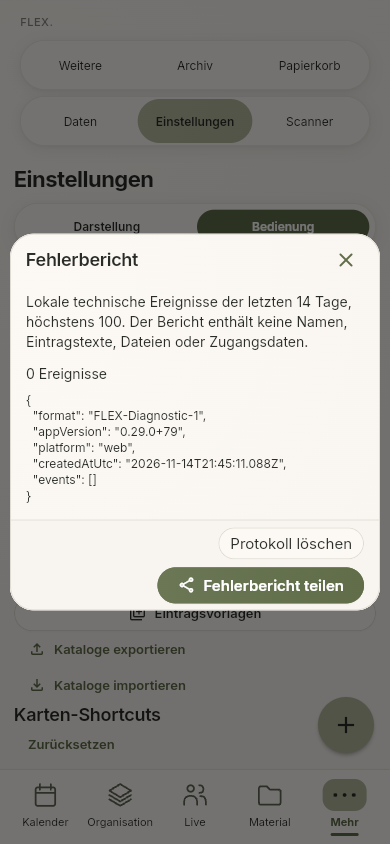 FLEX.
Weitere Archiv Papierkorb
Daten Einstellungen Scanner
Einstellungen
Darstellung Bedienung
Fehlerbericht
Lokale technische Ereignisse der letzten 14 Tage,
höchstens 100. Der Bericht enthält keine Namen,
Eintragstexte, Dateien oder Zugangsdaten.
0 Ereignisse
{
  "format": "FLEX-Diagnostic-1",
  "appVersion": "0.29.0+79",
  "platform": "web",
  "createdAtUtc": "2026-11-14T21:45:11.088Z",
  "events": []
}
Protokoll löschen
Fehlerbericht teilen
Eintragsvorlagen
Kataloge exportieren
Kataloge importieren
Karten-Shortcuts
Zurücksetzen
Kalender Organisation Live Material Mehr